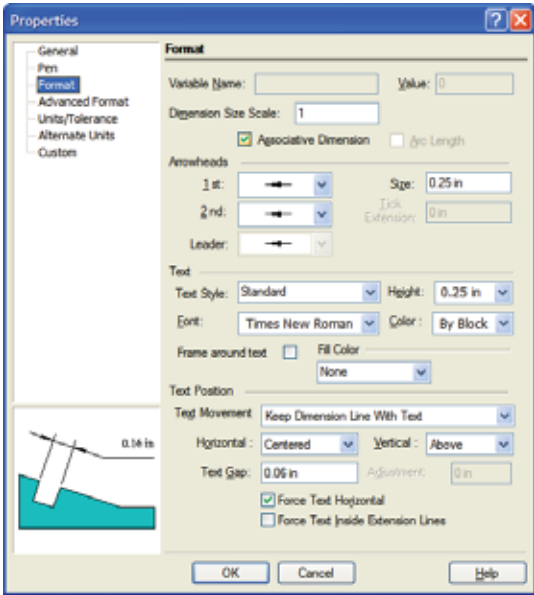 Properties
General
Pen
Format
Advanced Format
Units/Tolerance
Alternate Units
Custom
Format
Variable Name: Value: 0
Dimension Size Scale: 1
Associative Dimension Arc Length
Arrowheads
1 st: Size: 0.25 in
2 nd: Tick Extension: 0 in
Leader:
Text
Text Style: Standard Height: 0.25 in
Font: Times New Roman Color : By Block
Frame around text Fill Color
None
Text Position
Text Movement Keep Dimension Line With Text
Horizontal : Centered Vertical : Above
Text Gap: 0.06 in Adjustment: 0 in
Force Text Horizontal
Force Text Inside Extension Lines
0.16 in
OK Cancel Help